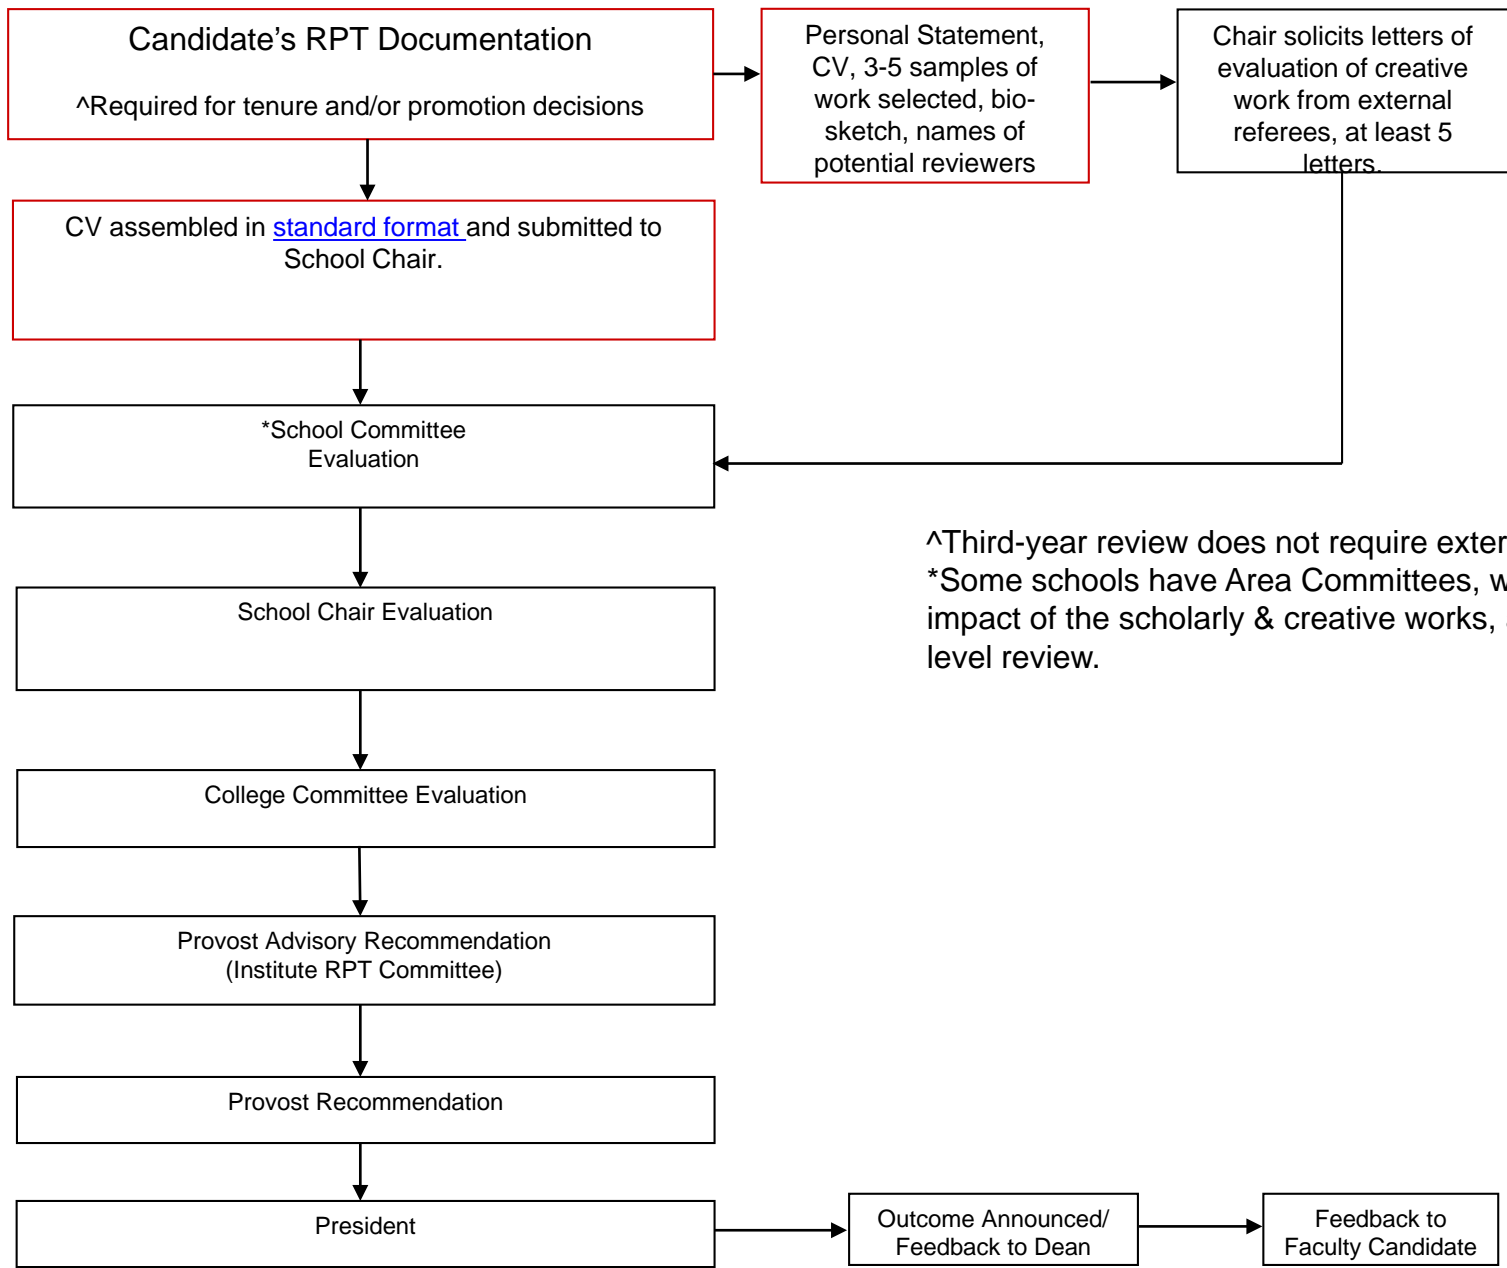 Candidate's RPT Documentation
^Required for tenure and/or promotion decisions
Personal Statement,
CV, 3-5 samples of
work selected, bio-
sketch, names of
potential reviewers
Chair solicits letters of
evaluation of creative
work from external
referees, at least 5
letters.
CV assembled in standard format and submitted to
School Chair.
*School Committee
Evaluation
^Third-year review does not require
*Some schools have Area Committees,
impact of the scholarly & creative works,
level review.
School Chair Evaluation
College Committee Evaluation
Provost Advisory Recommendation
(Institute RPT Committee)
Provost Recommendation
President
Outcome Announced/
Feedback to Dean
Feedback to
Faculty Candidate